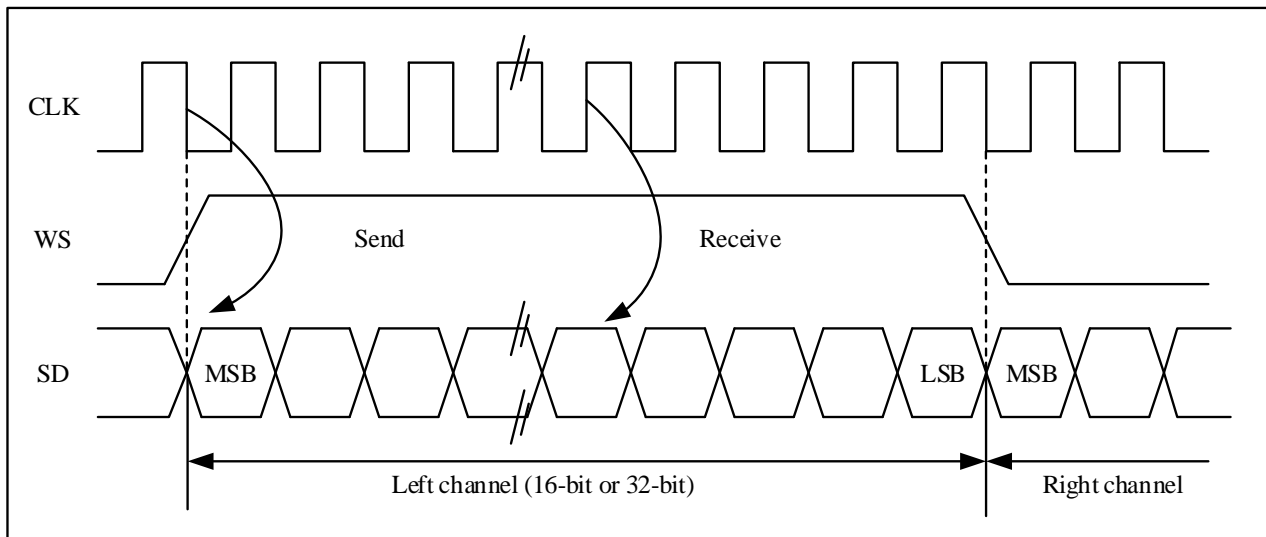 CLK
WS
Send
Receive
SD
MSB
LSB
MSB
Left channel (16-bit or 32-bit)
Right channel